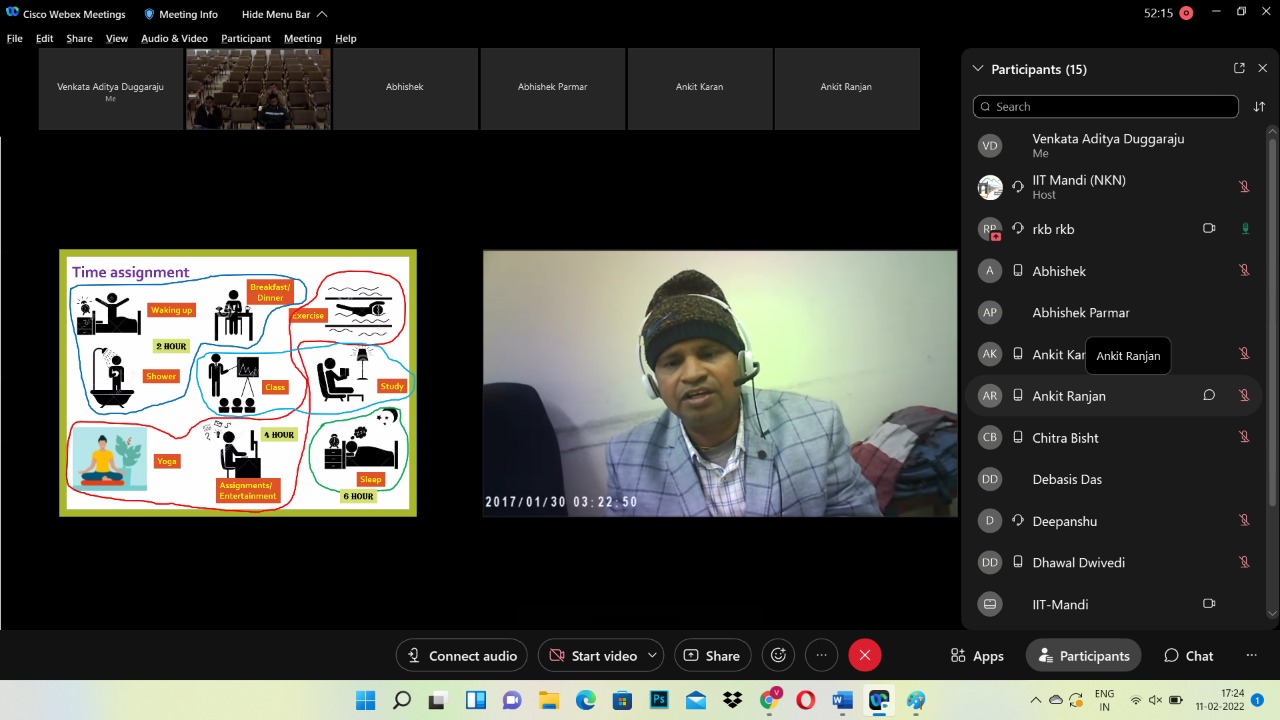 Cisco Webex Meetings
Meeting Info
Hide Menu Bar
52:15
File Edit Share View Audio & Video Participant Meeting Help
Venkata Aditya Duggaraju
Me
Abhishek
Abhishek Parmar
Ankit Karan
Ankit Ranjan
Time assignment
Waking up
Breakfast/
Dinner
Exercise
2 HOUR
Shower
Class
Study
Yoga
4 HOUR
Assignments/
Entertainment
Sleep
6 HOUR
2017/01/30 03:22:50
Participants (15)
Search
VD Venkata Aditya Duggaraju
Me
IIT Mandi (NKN)
Host
rkb rkb
A Abhishek
AP Abhishek Parmar
AK Ankit Kar
Ankit Ranjan
AR Ankit Ranjan
CB Chitra Bisht
DD Debasis Das
D Deepanshu
DD Dhawal Dwivedi
IIT-Mandi
Connect audio
Start video
Share
Apps
Participants
Chat
Ps
V
W
ENG
IN
17:24
11-02-2022
1